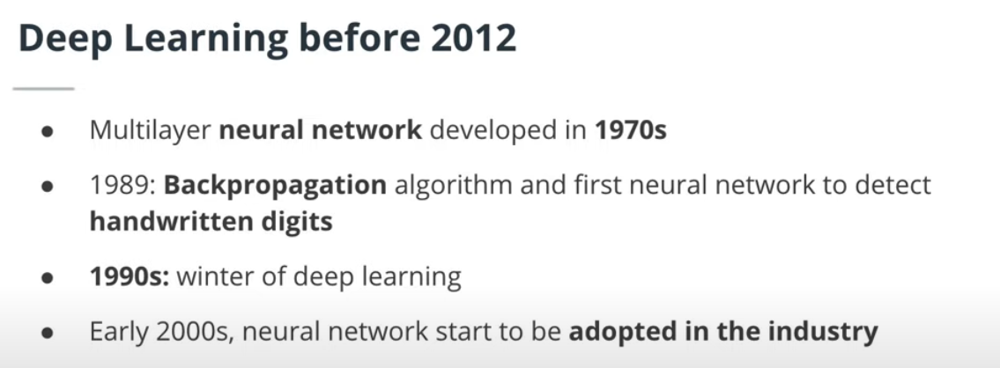 Deep Learning before 2012
● Multilayer neural network developed in 1970s
● 1989: Backpropagation algorithm and first neural network to detect
handwritten digits
● 1990s: winter of deep learning
● Early 2000s, neural network start to be adopted in the industry